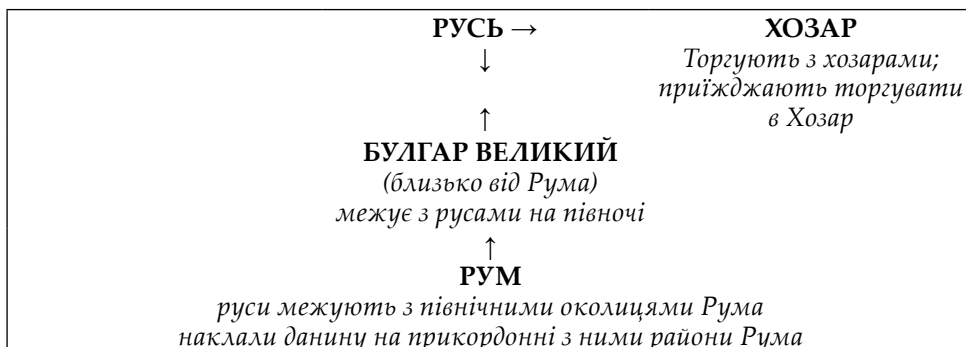 РУСЬ → ХОЗАР
↓ Торгують з хозарами;
приїжджають торгувати
↑ в Хозар
БУЛГАР ВЕЛИКИЙ
(близько від Рума)
межує з русами на півночі
↑
РУМ
руси межують з північними околицями Рума
наклали данину на прикордонні з ними райони Рума